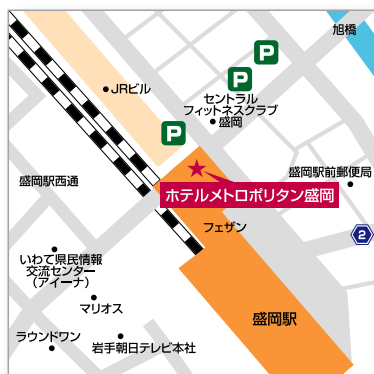 旭橋
P
P
JRビル
セントラル
フィットネスクラブ
盛岡
P
盛岡駅前郵便局
盛岡駅西通
ホテルメトロポリタン盛岡
フェザン
2
いわて県民情報
交流センター
(アイーナ)
マリオス
盛岡駅
ラウンドワン
岩手朝日テレビ本社